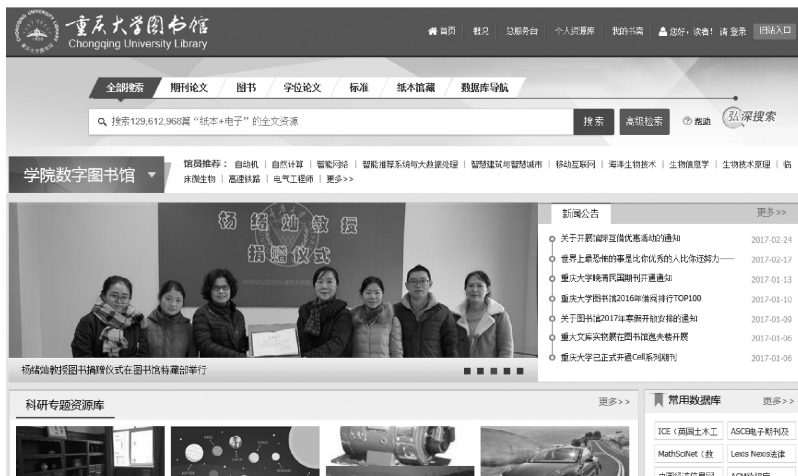 重庆大学图书馆
Chongqing University Library
首页 概况 总服务台 个人资源库 我的书斋 您好，读者！请 登录 旧站入口
全部搜索 期刊论文 图书 学位论文 标准 纸本馆藏 数据库导航
搜索129,612,968篇“纸本+电子”的全文资源 搜索 高级检索 帮助 弘深搜索
学院数字图书馆
馆员推荐： 自动机 | 自然计算 | 智能网络 | 智能推荐系统与大数据处理 | 智慧建筑与智慧城市 | 移动互联网 | 海洋生物技术 | 生物信息学 | 生物技术原理 | 临
床微生物 | 高速铁路 | 电气工程师 | 更多>>
杨绪灿教授
捐赠仪式
杨绪灿教授图书捐赠仪式在图书馆特藏部举行
新闻公告 更多>>
关于开展馆际互借优惠活动的通知 2017-02-24
世界上最恐怖的事是比你优秀的人比你还努力—— 2017-02-17
重庆大学晚清民国期刊开通通知 2017-01-13
重庆大学图书馆2016年借阅排行TOP100 2017-01-10
关于图书馆2017年寒假开放安排的通知 2017-01-09
重大文库实物展在图书馆逸夫楼开展 2017-01-06
重庆大学已正式开通Cell系列期刊 2017-01-06
科研专题资源库 更多>>
常用数据库 更多>>
ICE（英国土木工 ASCB电子期刊及
MathSciNet（数 Lexis Nexis法律